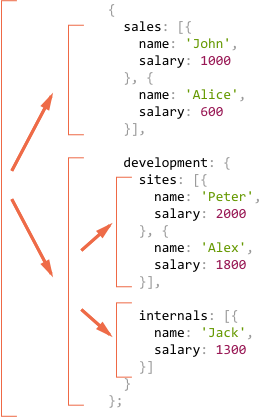 {
sales: [{
name: 'John',
salary: 1000
}, {
name: 'Alice',
salary: 600
}],
development: {
sites: [{
name: 'Peter',
salary: 2000
}, {
name: 'Alex',
salary: 1800
}],
internals: [{
name: 'Jack',
salary: 1300
}]
}
};